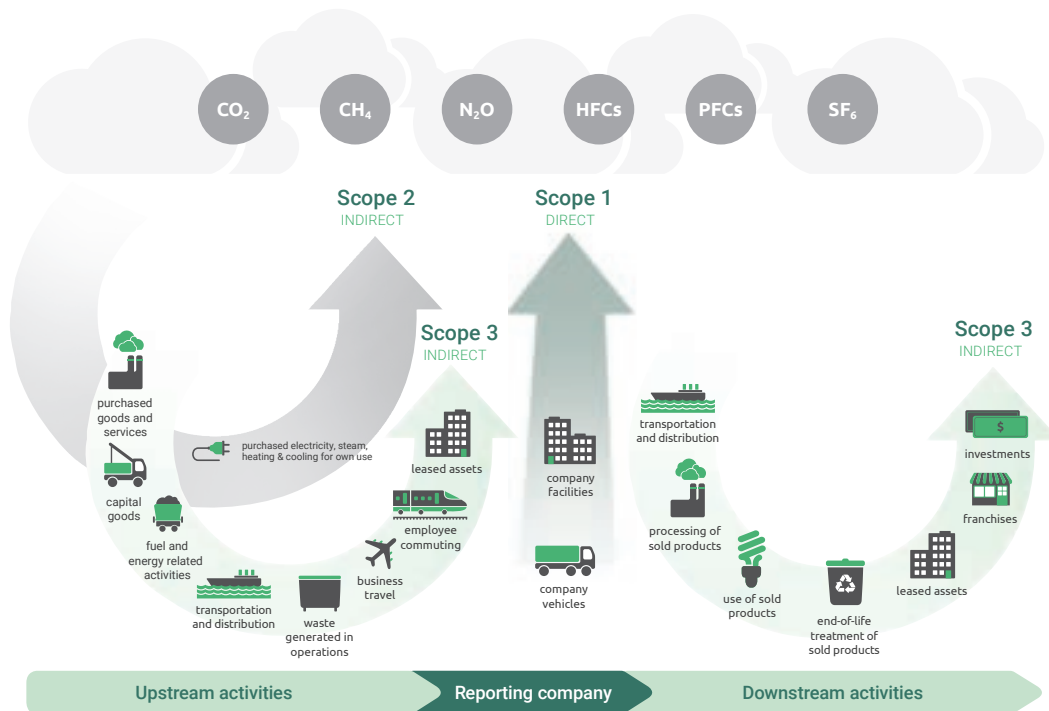 CO₂
CH₄
N₂O
HFCs
PFCs
SF₆
Scope 2
INDIRECT
Scope 1
DIRECT
Scope 3
INDIRECT
Scope 3
INDIRECT
purchased
goods and
services
capital
goods
fuel and
energy related
activities
purchased electricity, steam,
heating & cooling for own use
transportation
and distribution
waste
generated in
operations
business
travel
employee
commuting
leased assets
company
facilities
company
vehicles
transportation
and distribution
processing of
sold products
use of sold
products
end-of-life
treatment of
sold products
leased assets
franchises
$
investments
Upstream activities
Reporting company
Downstream activities